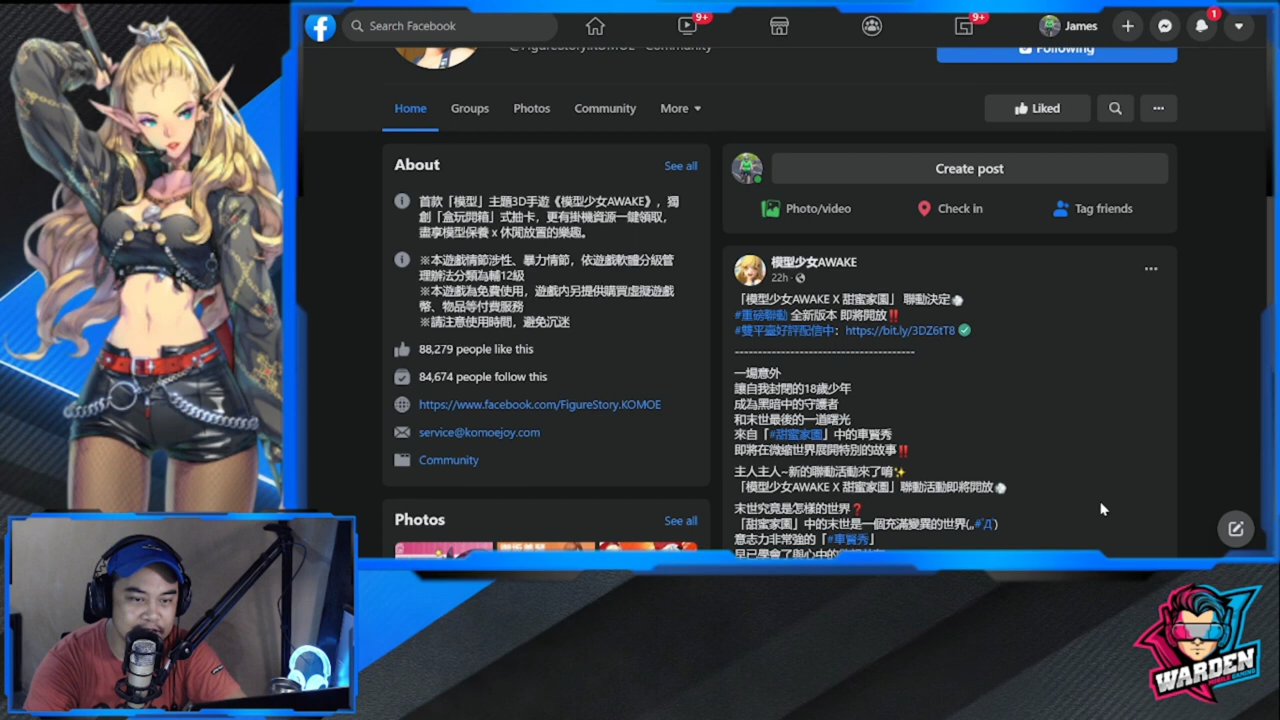 Search Facebook
9+
9+
James
1
@FigureStory.KOMOE · Community
Following
Home
Groups
Photos
Community
More
Liked
About
See all
首款「模型」主題3D手遊《模型少女AWAKE》，獨
創「盒玩開箱」式抽卡，更有掛機資源一鍵領取，
盡享模型保養 x 休閒放置的樂趣。
※本遊戲情節涉性、暴力情節，依遊戲軟體分級管
理辦法分類為輔12級
※本遊戲為免費使用，遊戲內另提供購買虛擬遊戲
幣、物品等付費服務
※請注意使用時間，避免沉迷
88,279 people like this
84,674 people follow this
https://www.facebook.com/FigureStory.KOMOE
service@komoejoy.com
Community
Photos
See all
Create post
Photo/video
Check in
Tag friends
模型少女AWAKE
22h ·
「模型少女AWAKE X 甜蜜家園」 聯動決定💨
#重磅聯動 全新版本 即將開放‼
#雙平臺好評配信中：https://bit.ly/3DZ6tT8 ✅
---------------------------------------
一場意外
讓自我封閉的18歲少年
成為黑暗中的守護者
和末世最後的一道曙光
來自「#甜蜜家園」中的車賢秀
即將在微縮世界展開特別的故事‼
主人主人~新的聯動活動來了唷✨
「模型少女AWAKE X 甜蜜家園」聯動活動即將開放💨
末世究竟是怎樣的世界❓
「甜蜜家園」中的末世是一個充滿變異的世界(„#ﾟДﾟ)
意志力非常強的「#車賢秀」
WARDEN
MOBILE GAMING